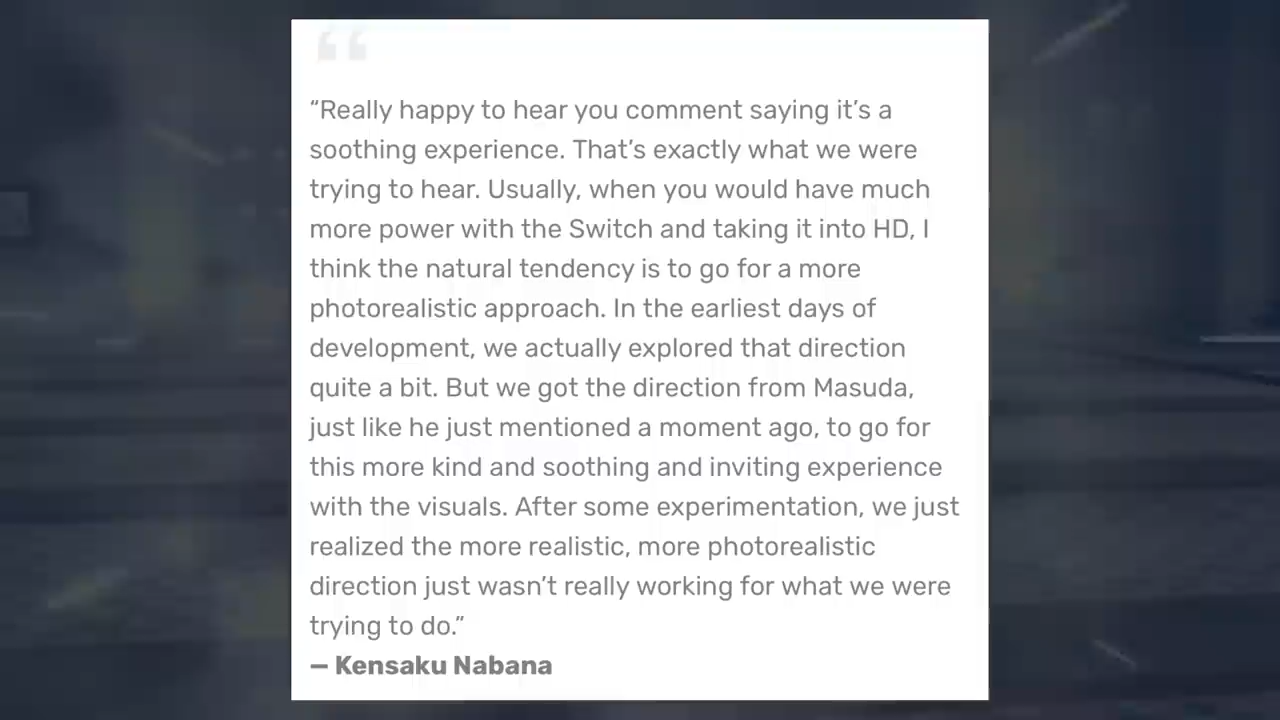 “
“Really happy to hear you comment saying it’s a
soothing experience. That’s exactly what we were
trying to hear. Usually, when you would have much
more power with the Switch and taking it into HD, I
think the natural tendency is to go for a more
photorealistic approach. In the earliest days of
development, we actually explored that direction
quite a bit. But we got the direction from Masuda,
just like he just mentioned a moment ago, to go for
this more kind and soothing and inviting experience
with the visuals. After some experimentation, we just
realized the more realistic, more photorealistic
direction just wasn’t really working for what we were
trying to do.”
— Kensaku Nabana